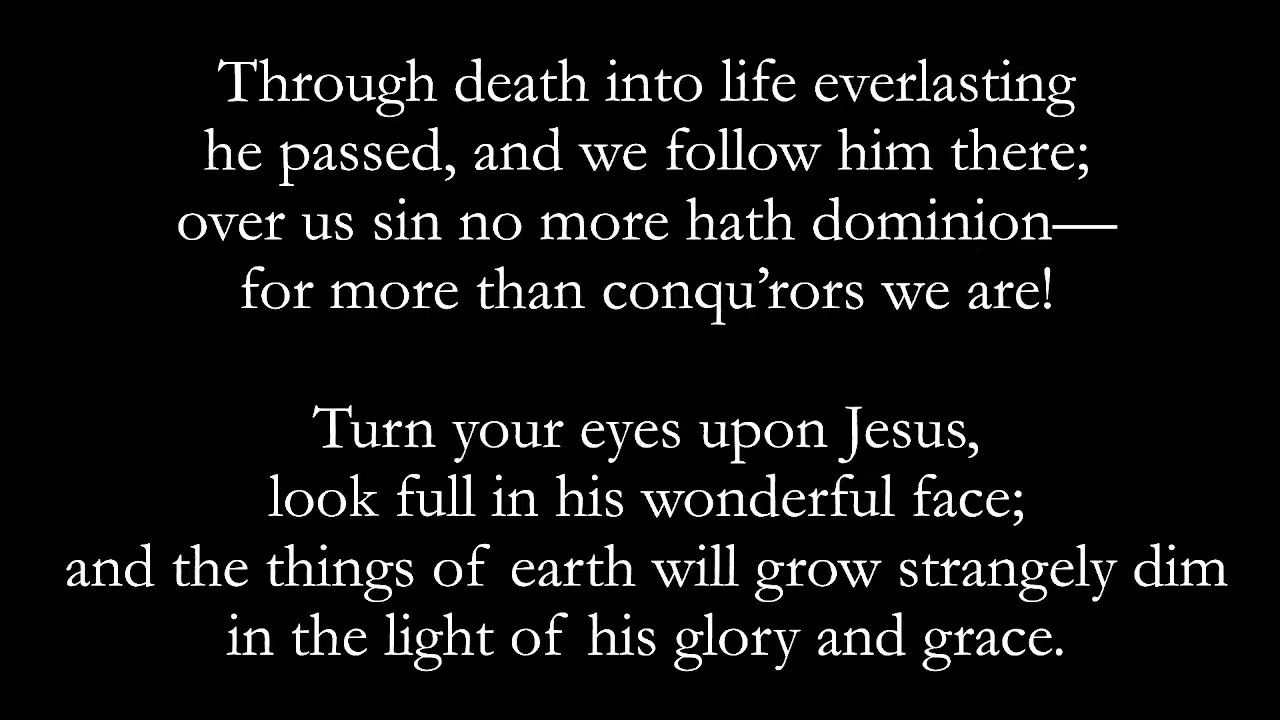 Through death into life everlasting
he passed, and we follow him there;
over us sin no more hath dominion—
for more than conqu’rors we are!
Turn your eyes upon Jesus,
look full in his wonderful face;
and the things of earth will grow strangely dim
in the light of his glory and grace.